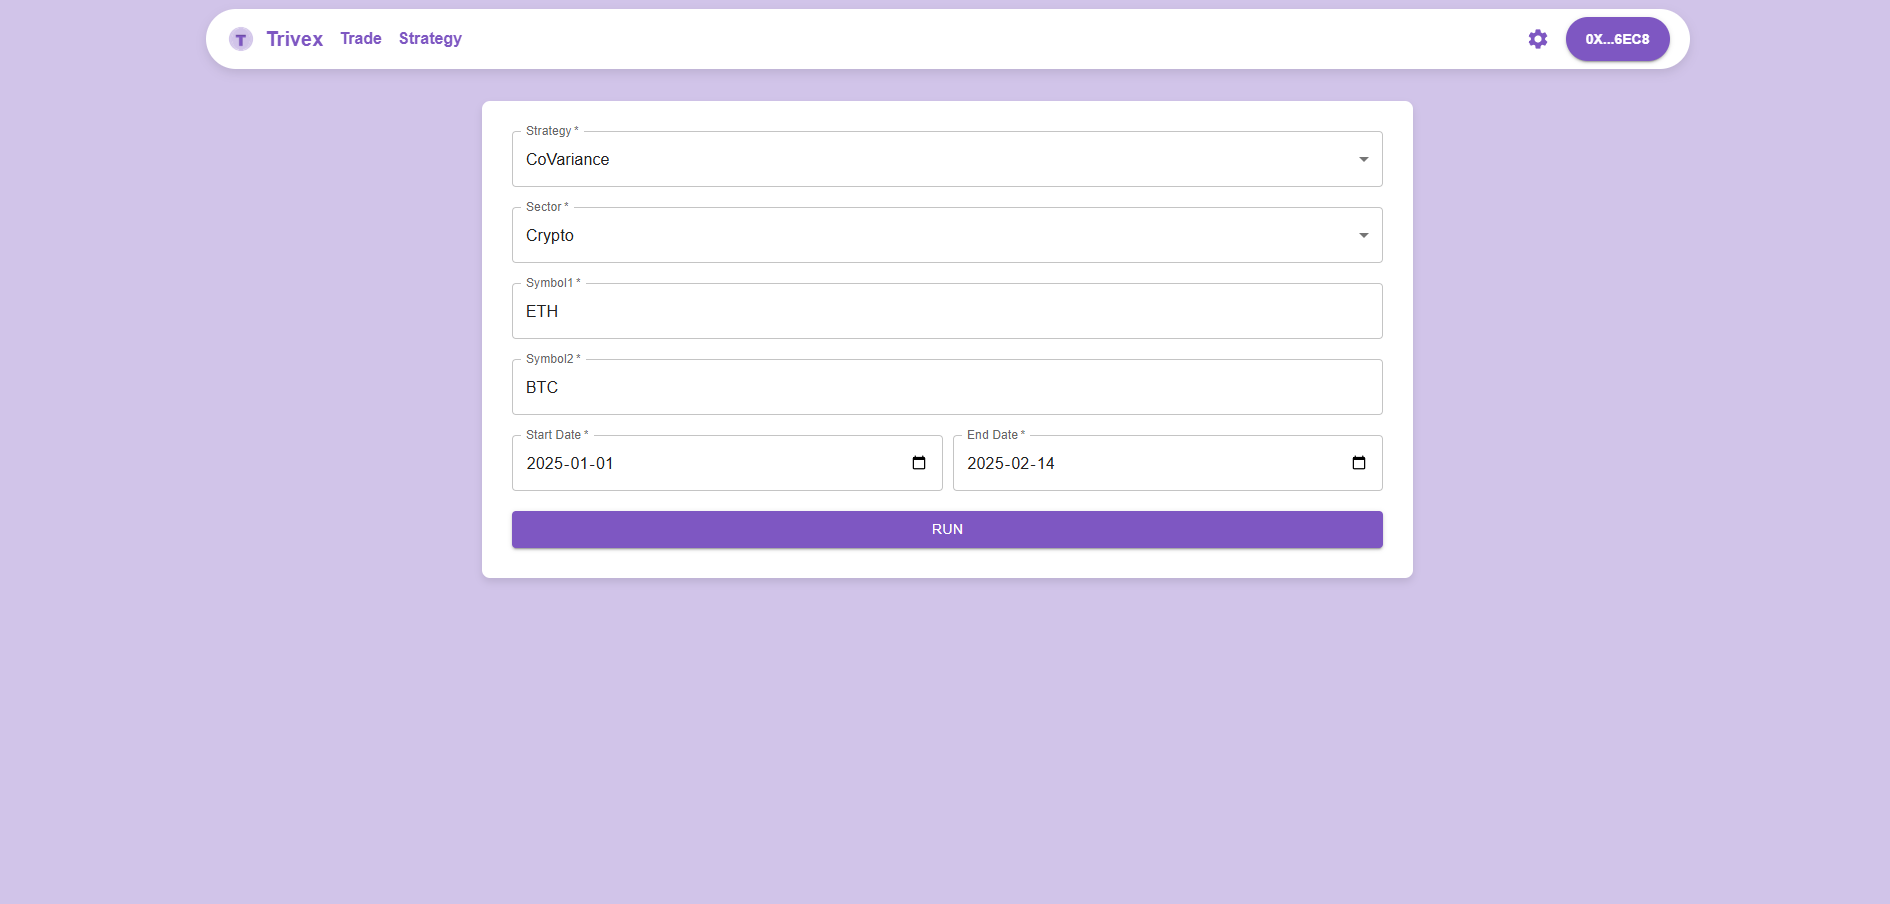 T Trivex Trade Strategy 0X...6EC8
Strategy *
CoVariance
Sector *
Crypto
Symbol1 *
ETH
Symbol2 *
BTC
Start Date * End Date *
2025-01-01 2025-02-14
RUN